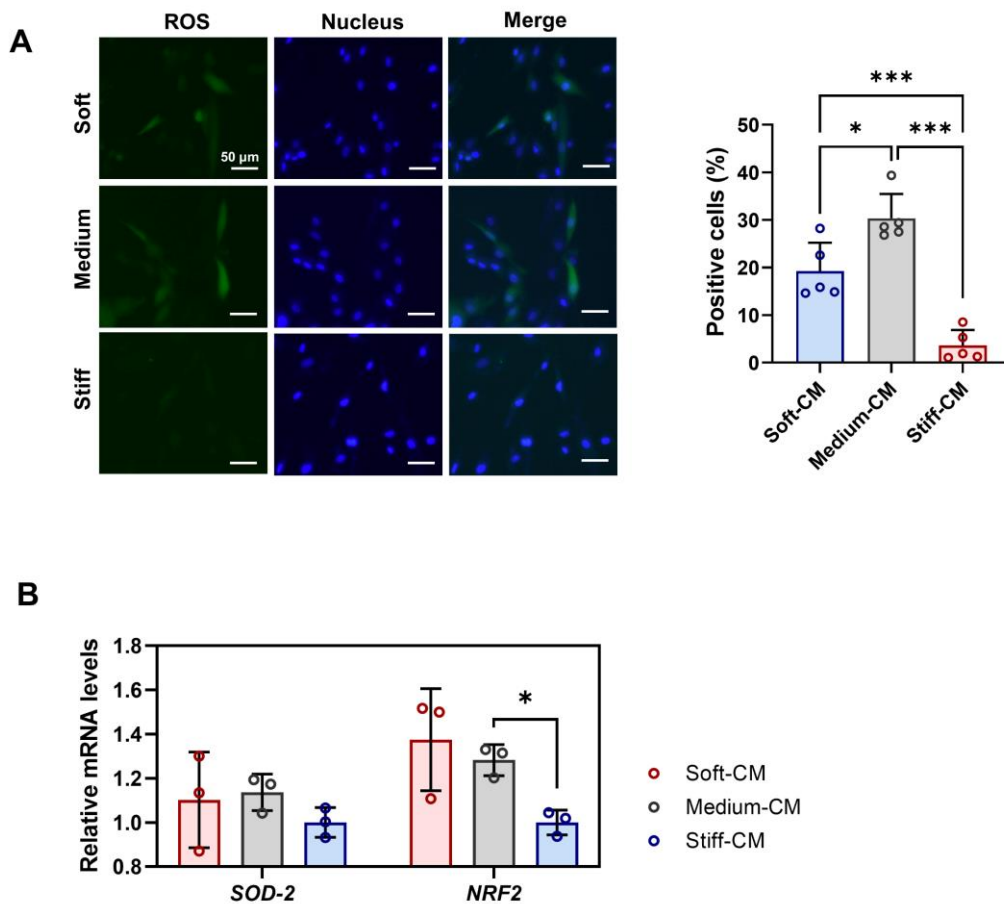 A
ROS Nucleus Merge
Soft
50 µm
Medium
Stiff
***
* ***
Positive cells (%)
50
40
30
20
10
0
Soft-CM
Medium-CM
Stiff-CM
B
Relative mRNA levels
1.8
1.6
1.4
1.2
1.0
0.8
*
SOD-2 NRF2
Soft-CM
Medium-CM
Stiff-CM